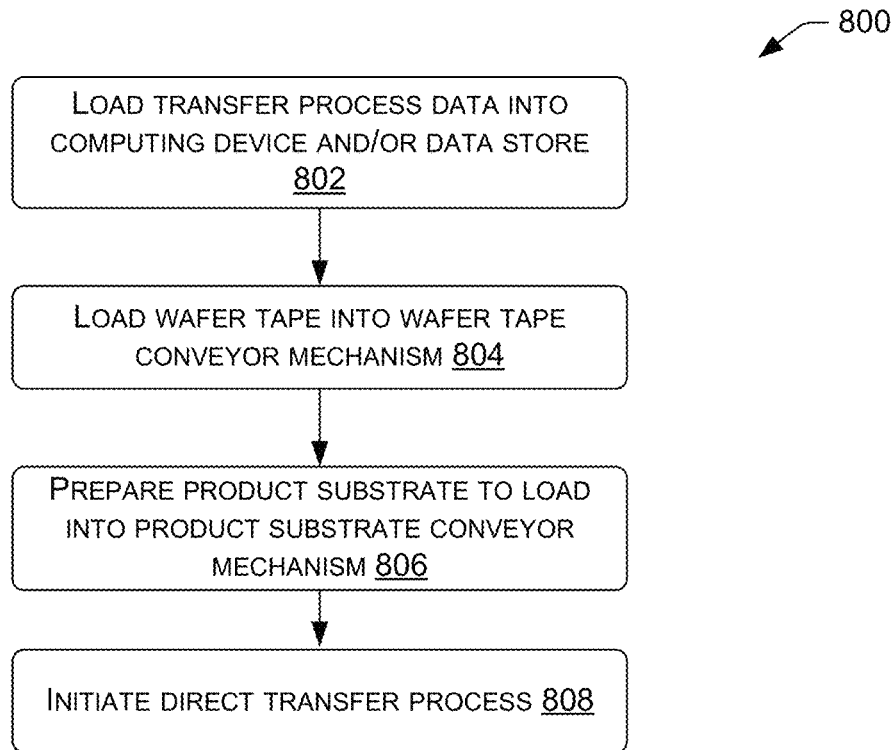 800
LOAD TRANSFER PROCESS DATA INTO
COMPUTING DEVICE AND/OR DATA STORE
802
LOAD WAFER TAPE INTO WAFER TAPE
CONVEYOR MECHANISM 804
PREPARE PRODUCT SUBSTRATE TO LOAD
INTO PRODUCT SUBSTRATE CONVEYOR
MECHANISM 806
INITIATE DIRECT TRANSFER PROCESS 808